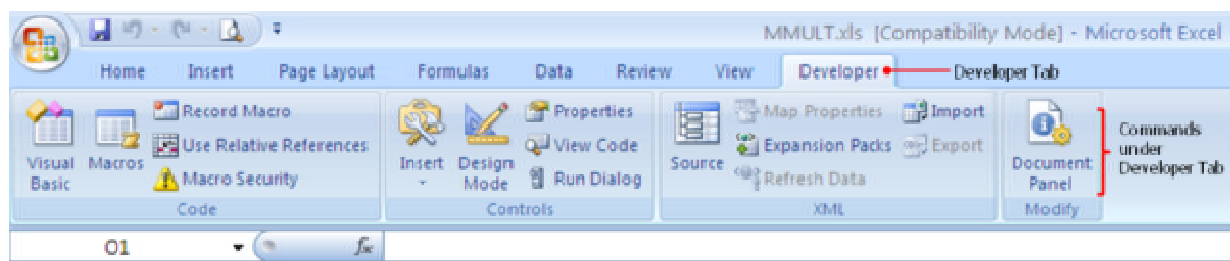 MMULT.xls [Compatibility Mode] - Microsoft Excel
Home Insert Page Layout Formulas Data Review View Developer Developer Tab
Visual Basic
Macros
Record Macro
Use Relative References
Macro Security
Code
Insert
Design Mode
Properties
View Code
Run Dialog
Controls
Source
Map Properties
Expansion Packs
Refresh Data
Import
Export
XML
Document Panel
Modify
Commands
under
Developer Tab
O1
fx